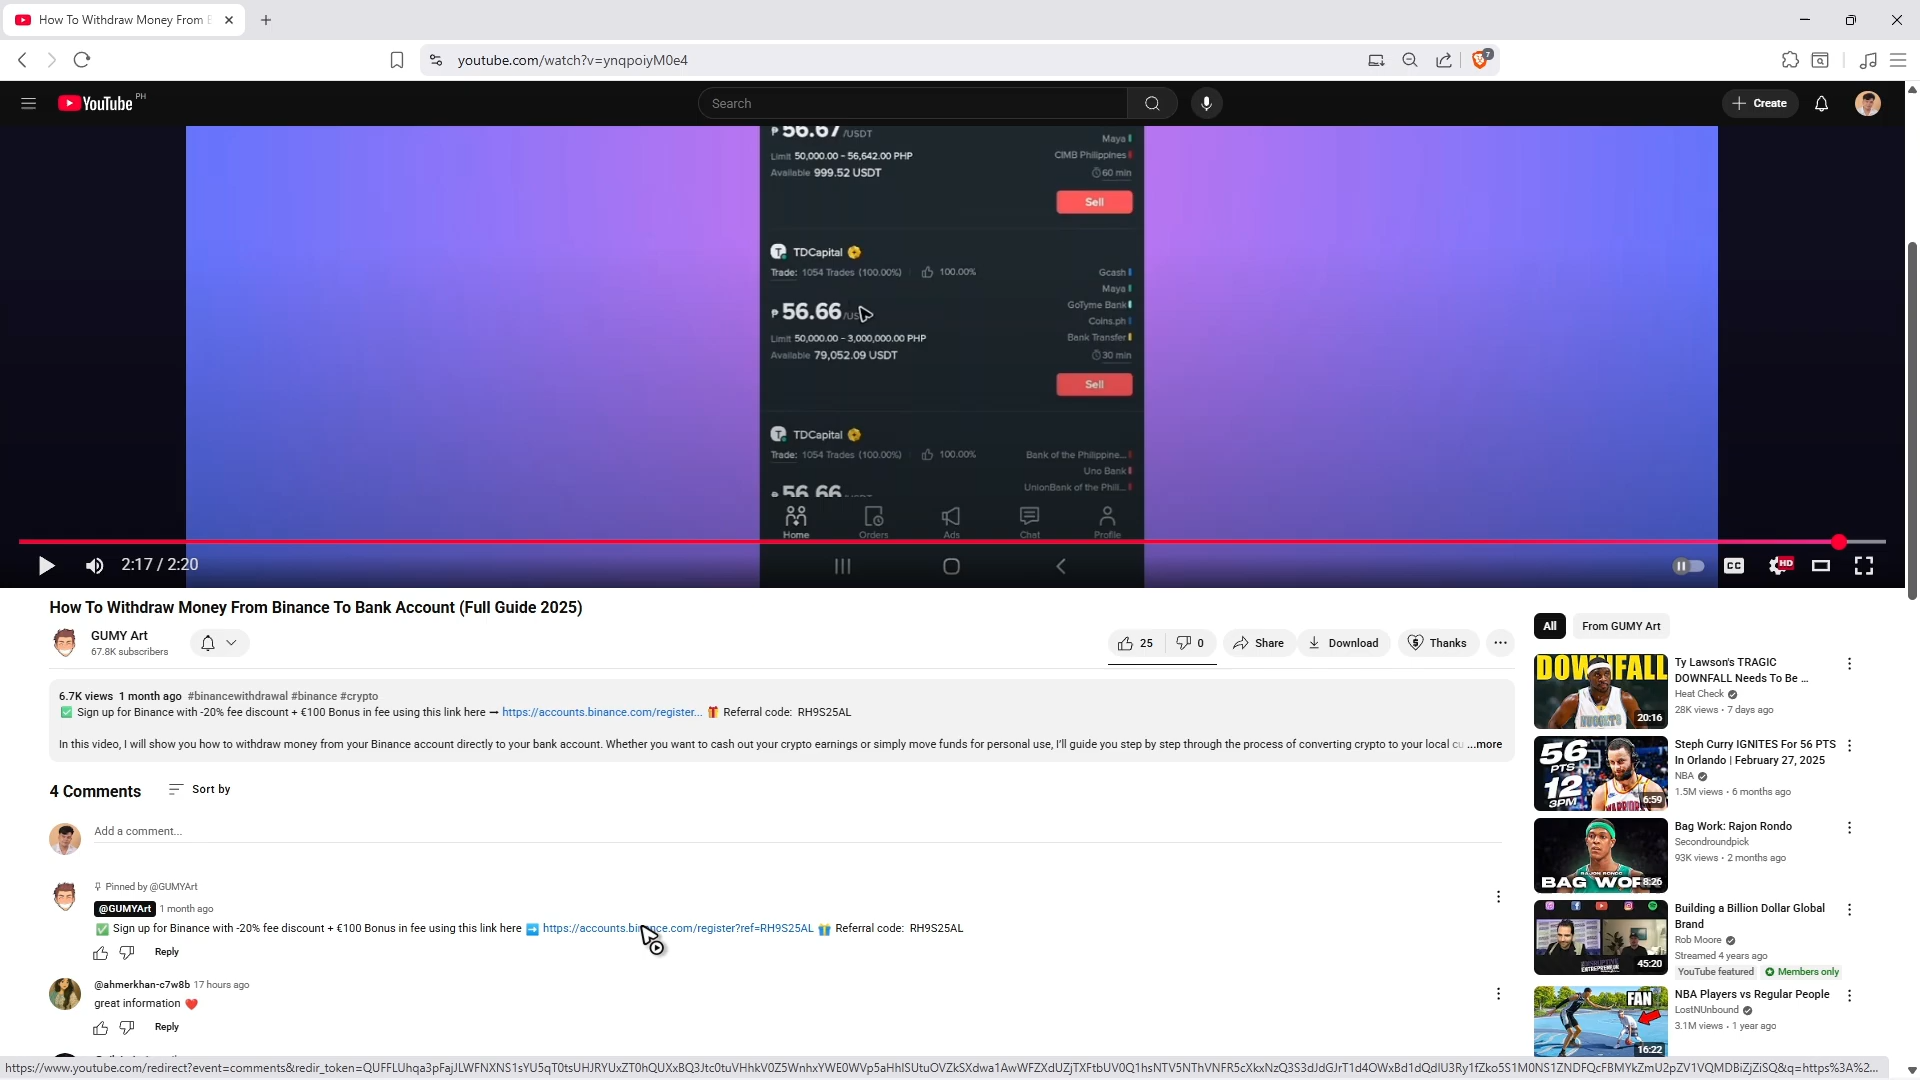 How To Withdraw Money From B
youtube.com/watch?v=ynqpoiyM0e4
7
YouTube PH
Search
Create
₱ 56.67 /USDT
Maya
Limit 50,000.00 - 56,642.00 PHP
CIMB Philippines
Available 999.52 USDT
60 min
Sell
TDCapital
Trade: 1054 Trades (100.00%) 100.00%
Gcash
Maya
GoTyme Bank
₱ 56.66
Coins.ph
Limit 50,000.00 - 3,000,000.00 PHP
Bank Transfer
Available 79,052.09 USDT
30 min
Sell
TDCapital
Trade: 1054 Trades (100.00%) 100.00%
Bank of the Philippine...
Uno Bank
56.66
UnionBank of the Phill...
Home
Orders
Ads
Chat
Profile
2:17 / 2:20
CC
HD
How To Withdraw Money From Binance To Bank Account (Full Guide 2025)
GUMY Art
67.8K subscribers
25
0
Share
Download
Thanks
6.7K views 1 month ago #binancewithdrawal #binance #crypto
✅ Sign up for Binance with -20% fee discount + €100 Bonus in fee using this link here → https://accounts.binance.com/register... 🎁 Referral code: RH9S25AL
In this video, I will show you how to withdraw money from your Binance account directly to your bank account. Whether you want to cash out your crypto earnings or simply move funds for personal use, I'll guide you step by step through the process of converting crypto to your local cu ...more
4 Comments
Sort by
Add a comment...
Pinned by @GUMYArt
@GUMYArt 1 month ago
✅ Sign up for Binance with -20% fee discount + €100 Bonus in fee using this link here ➡️ https://accounts.binance.com/register?ref=RH9S25AL 🎁 Referral code: RH9S25AL
Reply
@ahmerkhan-c7w8b 17 hours ago
great information ❤️
Reply
All
From GUMY Art
DOWNFALL
NUGGETS
20:16
Ty Lawson's TRAGIC
DOWNFALL Needs To Be ...
Heat Check
28K views • 7 days ago
56
PTS
12
3PM
6:59
Steph Curry IGNITES For 56 PTS
In Orlando | February 27, 2025
NBA
1.5M views • 6 months ago
BAG WOR
8:26
Bag Work: Rajon Rondo
Secondroundpick
93K views • 2 months ago
45:20
Building a Billion Dollar Global
Brand
Rob Moore
Streamed 4 years ago
YouTube featured
Members only
FAN
16:22
NBA Players vs Regular People
LostNUnbound
3.1M views • 1 year ago